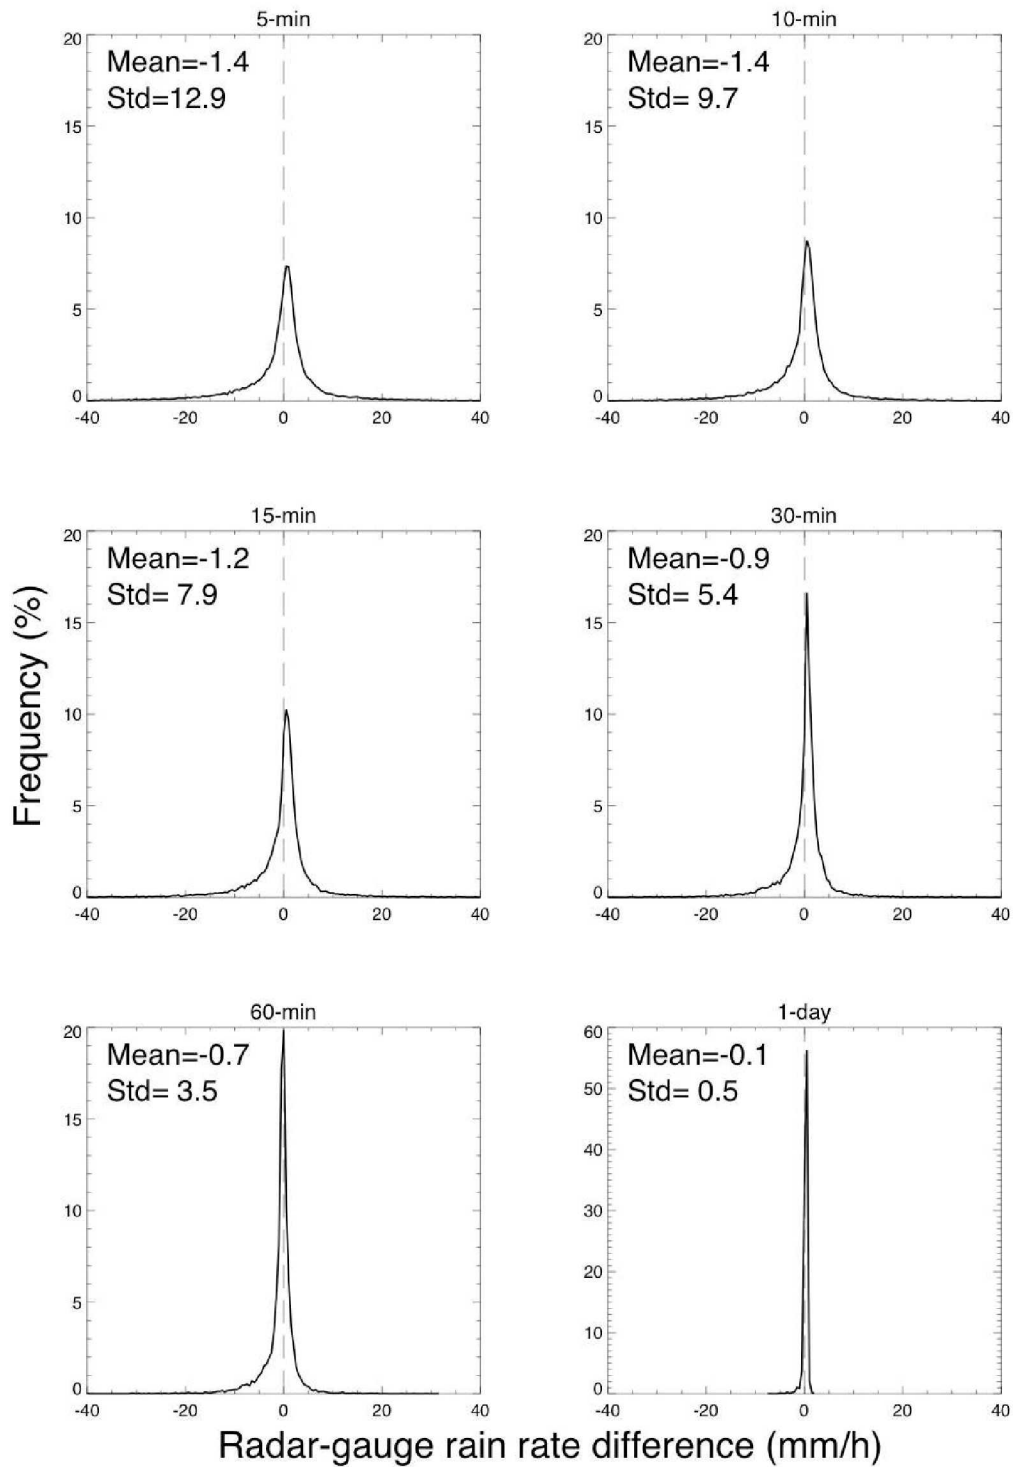 5-min
Mean=-1.4
Std=12.9
20
15
10
5
0
-40 -20 0 20 40
10-min
Mean=-1.4
Std= 9.7
20
15
10
5
0
-40 -20 0 20 40
15-min
Mean=-1.2
Std= 7.9
20
15
10
5
0
-40 -20 0 20 40
30-min
Mean=-0.9
Std= 5.4
20
15
10
5
0
-40 -20 0 20 40
Frequency (%)
60-min
Mean=-0.7
Std= 3.5
20
15
10
5
0
-40 -20 0 20 40
1-day
Mean=-0.1
Std= 0.5
60
50
40
30
20
10
0
-40 -20 0 20 40
Radar-gauge rain rate difference (mm/h)